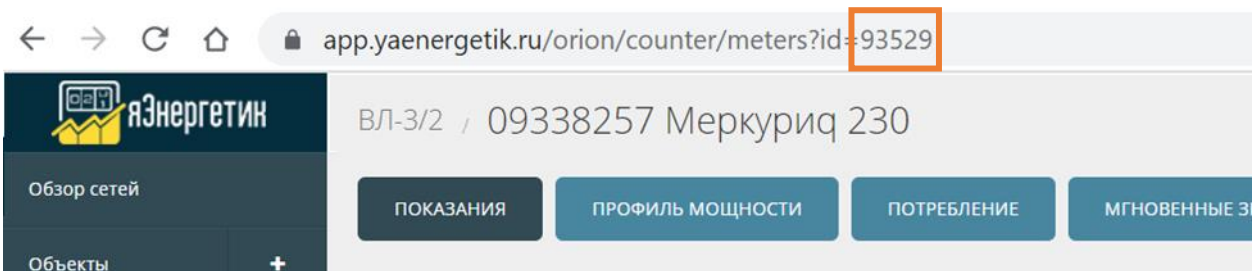 app.yaenergetik.ru/orion/counter/meters?id=93529
яЭнергетик
ВЛ-3/2 / 09338257 Меркуриq 230
Обзор сетей
ПОКАЗАНИЯ ПРОФИЛЬ МОЩНОСТИ ПОТРЕБЛЕНИЕ МГНОВЕННЫЕ
Объекты +